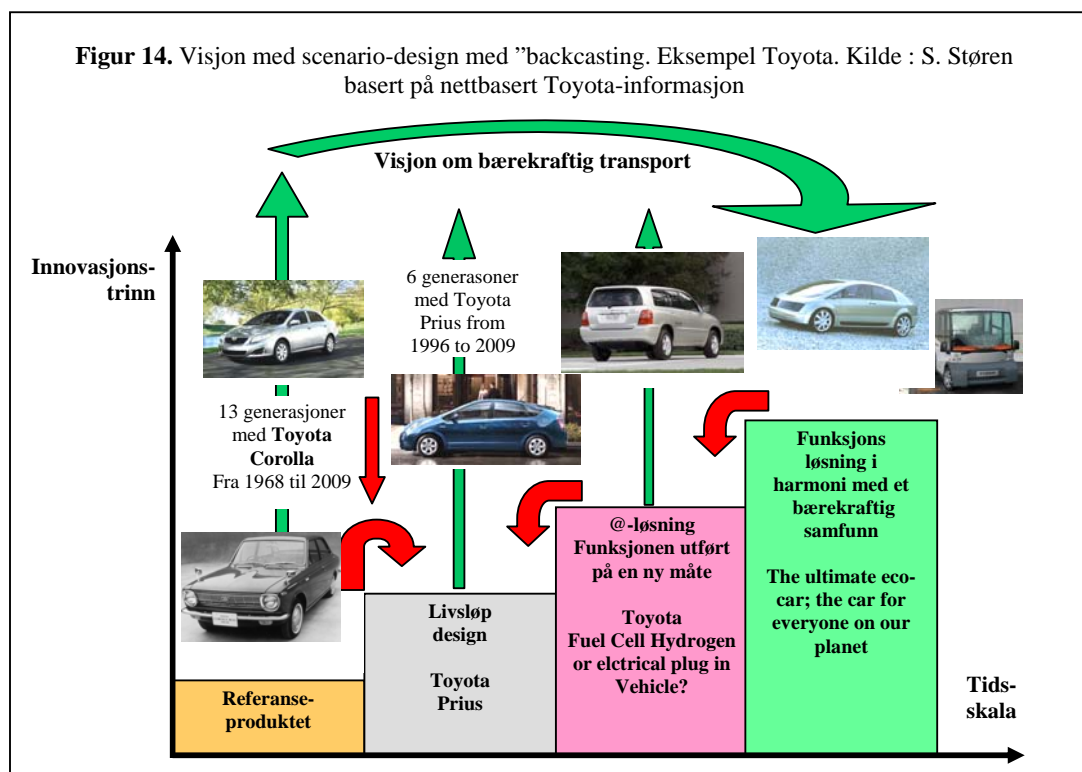 Figur 14. Visjon med scenario-design med ”backcasting. Eksempel Toyota. Kilde : S. Støren
basert på nettbasert Toyota-informasjon
Visjon om bærekraftig transport
Innovasjons-
trinn
6 generasoner
med Toyota
Prius from
1996 to 2009
13 generasjoner
med Toyota
Corolla
Fra 1968 til 2009
Referanse-
produktet
Livsløp
design
Toyota
Prius
@-løsning
Funksjonen utført
på en ny måte
Toyota
Fuel Cell Hydrogen
or elctrical plug in
Vehicle?
Funksjons
løsning i
harmoni med et
bærekraftig
samfunn
The ultimate eco-
car; the car for
everyone on our
planet
Tids-
skala